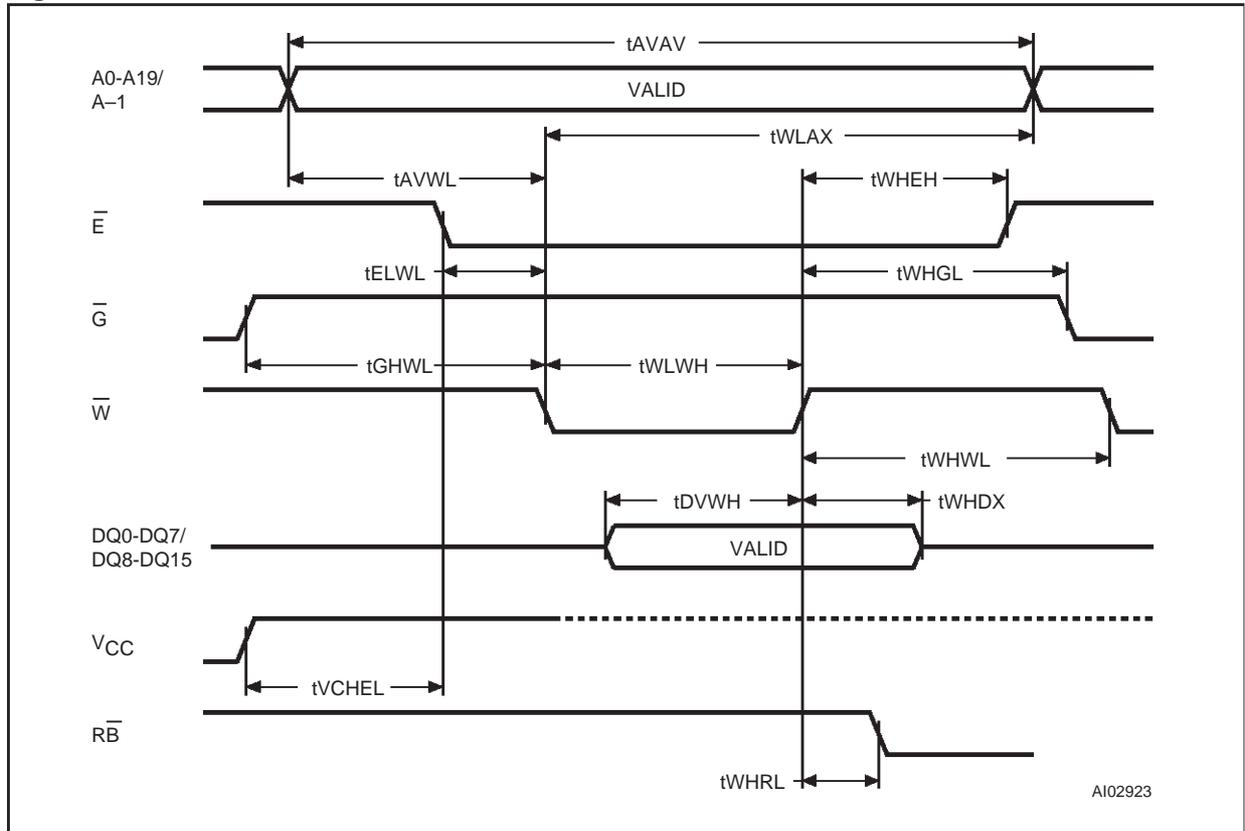 tAVAV
A0-A19/
A–1
VALID
tWLAX
tAVWL
tWHEH
E̅
tELWL
tWHGL
G̅
tGHWL
tWLWH
W̅
tWHWL
tDVWH
tWHDX
DQ0-DQ7/
DQ8-DQ15
VALID
VCC
tVCHEL
RB̅
tWHRL
AI02923